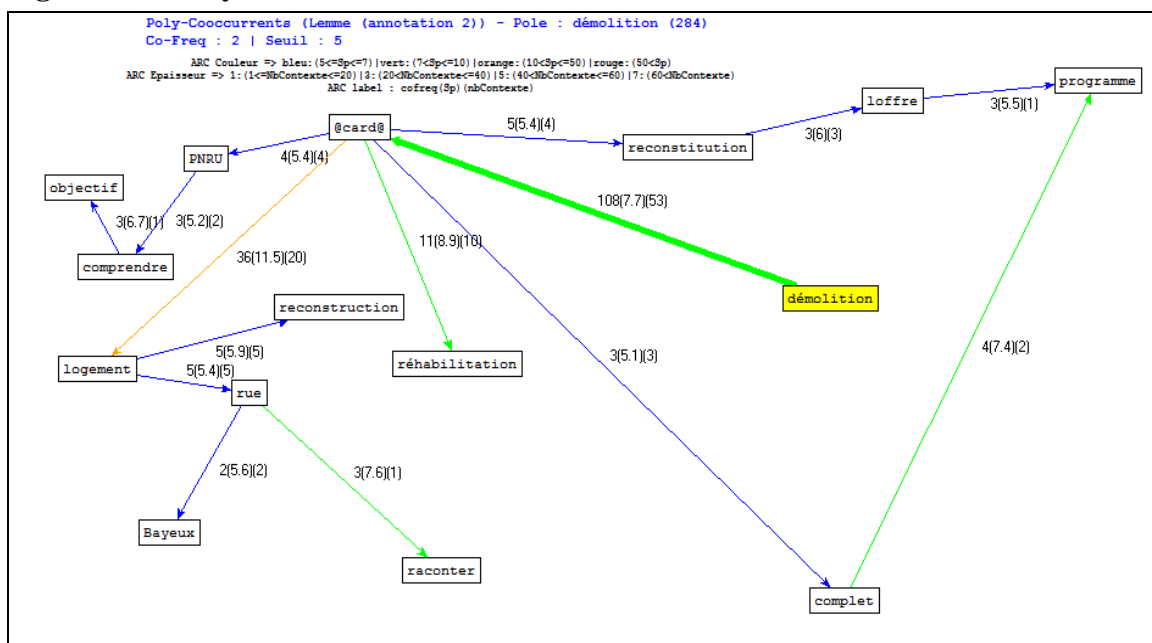 Poly-Cooccurrents (Lemme (annotation 2)) - Pole : démolition (284)
Co-Freq : 2 | Seuil : 5
ARC Couleur => bleu:(5<=Sp<=7)|vert:(7<Sp<=10)|orange:(10<Sp<=50)|rouge:(50<Sp)
ARC Epaisseur => 1:(1<=NbContexte<=20)|3:(20<NbContexte<=40)|5:(40<NbContexte<=60)|7:(60<NbContexte)
ARC label : cofreq(Sp)(nbContexte)
programme
loffre
3(5.5)(1)
@card@
5(5.4)(4)
3(6)(3)
reconstitution
PNRU
4(5.4)(4)
objectif
108(7.7)(53)
3(6.7)(1)
3(5.2)(2)
11(8.9)(10)
36(11.5)(20)
comprendre
démolition
reconstruction
4(7.4)(2)
5(5.9)(5)
3(5.1)(3)
logement
réhabilitation
5(5.4)(5)
rue
2(5.6)(2)
3(7.6)(1)
Bayeux
raconter
complet